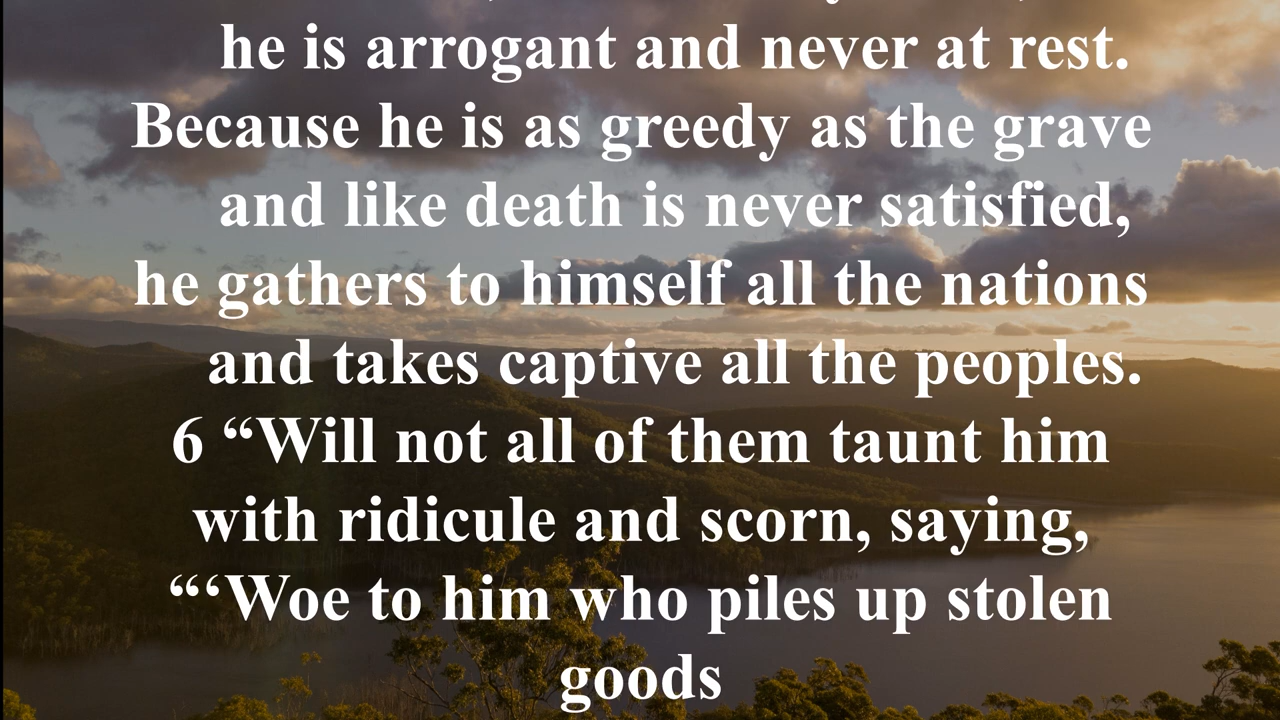 he is arrogant and never at rest.
Because he is as greedy as the grave
and like death is never satisfied,
he gathers to himself all the nations
and takes captive all the peoples.
6 “Will not all of them taunt him
with ridicule and scorn, saying,
“‘Woe to him who piles up stolen
goods